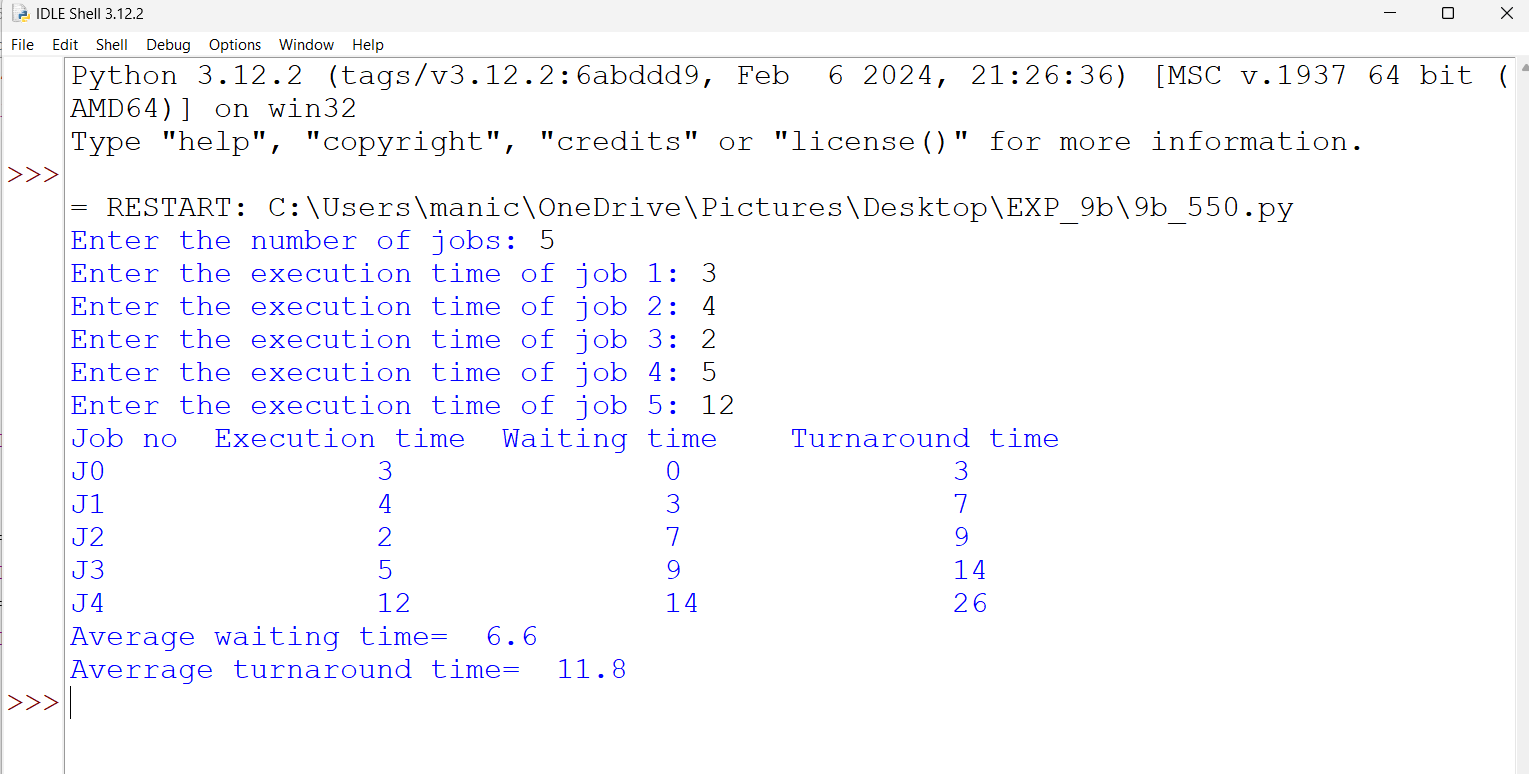 IDLE Shell 3.12.2
File Edit Shell Debug Options Window Help
Python 3.12.2 (tags/v3.12.2:6abddd9, Feb  6 2024, 21:26:36) [MSC v.1937 64 bit (
AMD64)] on win32
Type "help", "copyright", "credits" or "license()" for more information.
>>>
= RESTART: C:\Users\manic\OneDrive\Pictures\Desktop\EXP_9b\9b_550.py
Enter the number of jobs: 5
Enter the execution time of job 1: 3
Enter the execution time of job 2: 4
Enter the execution time of job 3: 2
Enter the execution time of job 4: 5
Enter the execution time of job 5: 12
Job no  Execution time  Waiting time    Turnaround time
J0               3               0               3
J1               4               3               7
J2               2               7               9
J3               5               9               14
J4               12              14              26
Average waiting time=  6.6
Averrage turnaround time=  11.8
>>>